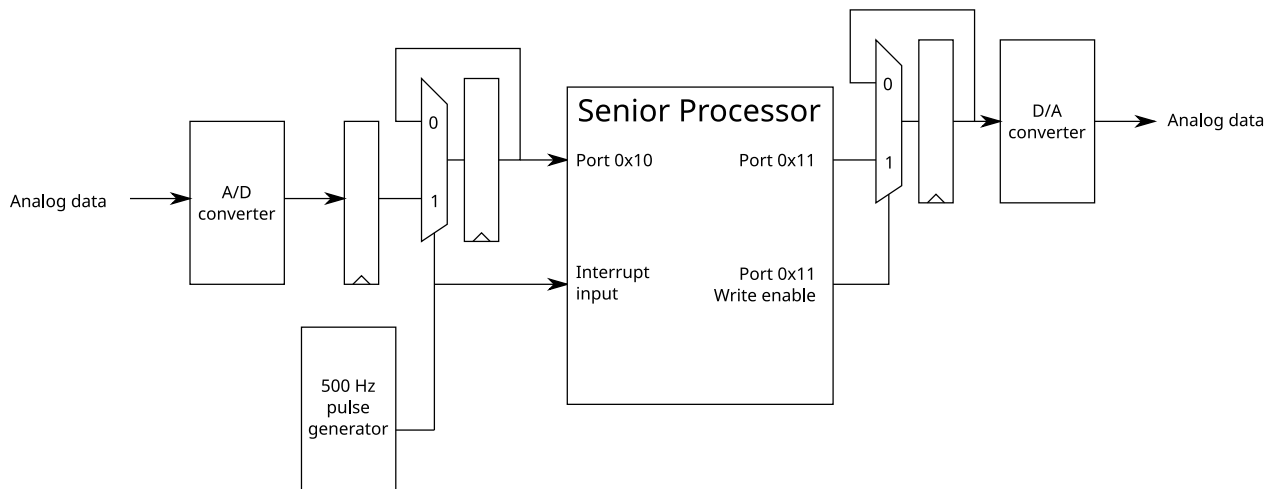 Analog data
A/D
converter
500 Hz
pulse
generator
0
1
Senior Processor
Port 0x10
Port 0x11
Interrupt
input
Port 0x11
Write enable
0
1
D/A
converter
Analog data